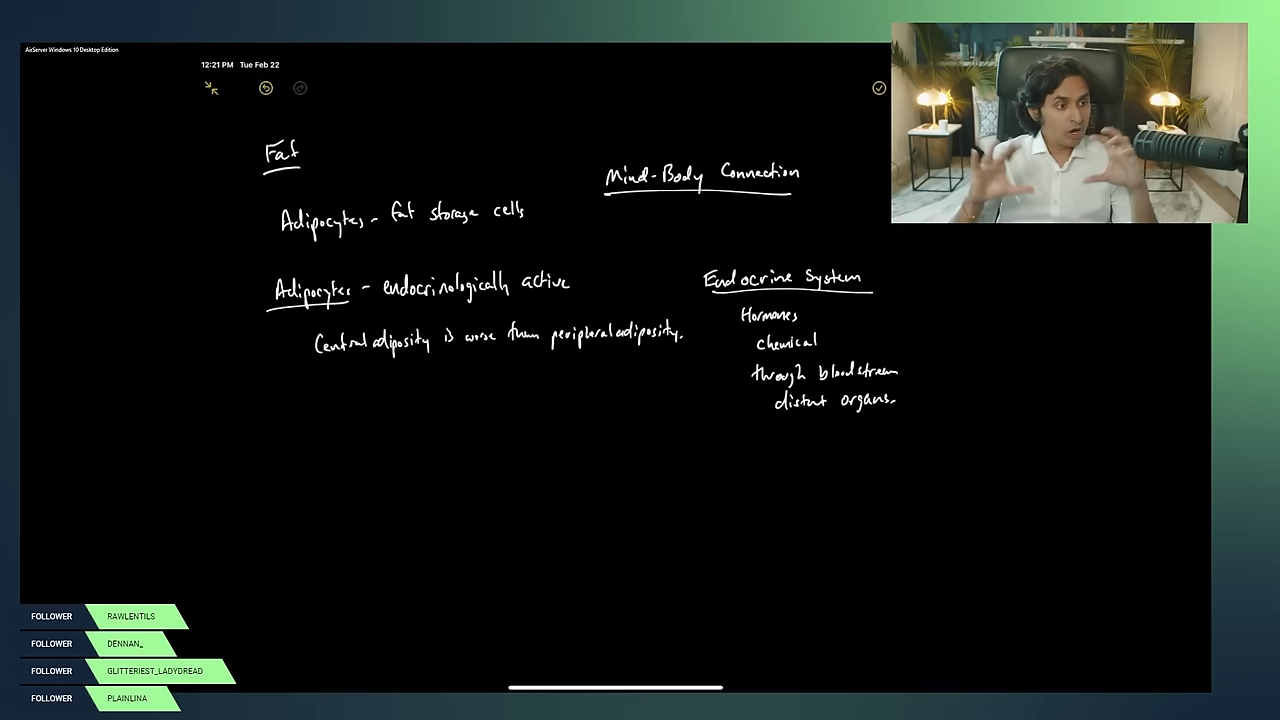 AirServer Windows 10 Desktop Edition
12:21 PM Tue Feb 22
Fat
Mind-Body Connection
Adipocytes - fat storage cells
Adipocytes - endocrinologically active
Central adiposity is worse than peripheral adiposity.
Endocrine System
Hormones
chemical
through bloodstream
distant organs.
FOLLOWER RAWLENTILS
FOLLOWER DENNAN_
FOLLOWER GLITTERIEST_LADYDREAD
FOLLOWER PLAINLINA